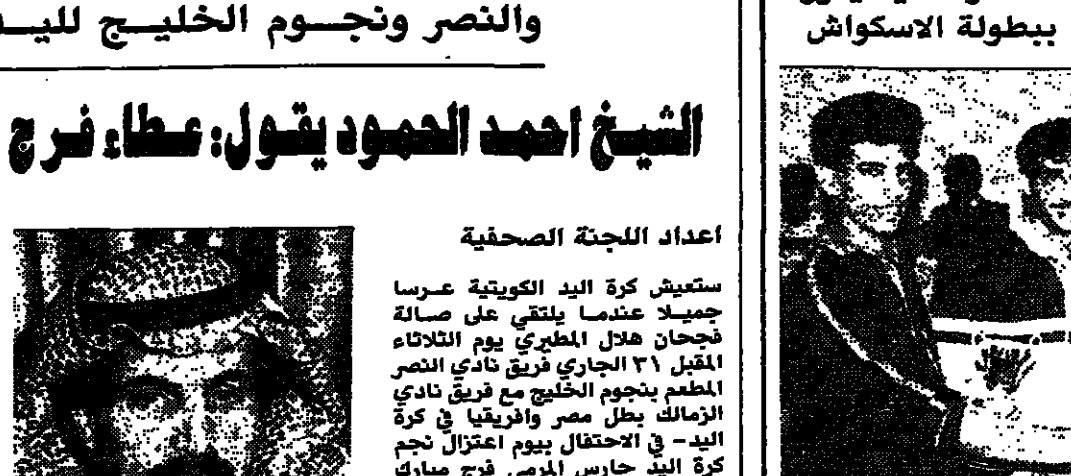 والنصر ونجوم الخليج لليد
الشيخ احمد الحمود يقول: عطاء فرج
اعداد اللجنة الصحفية
ستعيش كرة اليد الكويتية عرسا
جميلا عندما يلتقي على صالة
فجحان هلال المطيري يوم الثلاثاء
المقبل ٣١ الجاري فريق نادي النصر
المطعم بنجوم الخليج مع فريق نادي
الزمالك بطل مصر وافريقيا في كرة
اليد - في الاحتفال بيوم اعتزال نجم
كرة اليد حارس المرمى فرج مبارك
ببطولة الاسكواش